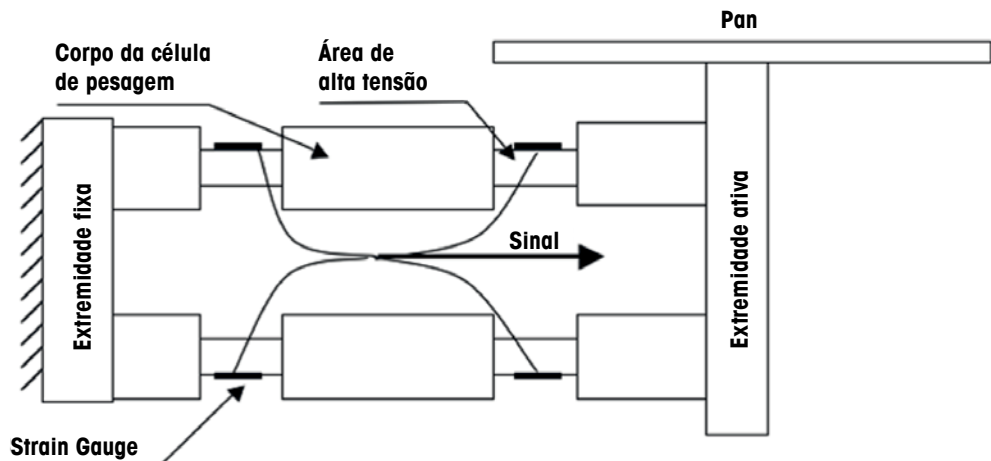 Pan
Corpo da célula
de pesagem
Área de
alta tensão
Extremidade fixa
Sinal
Extremidade ativa
Strain Gauge